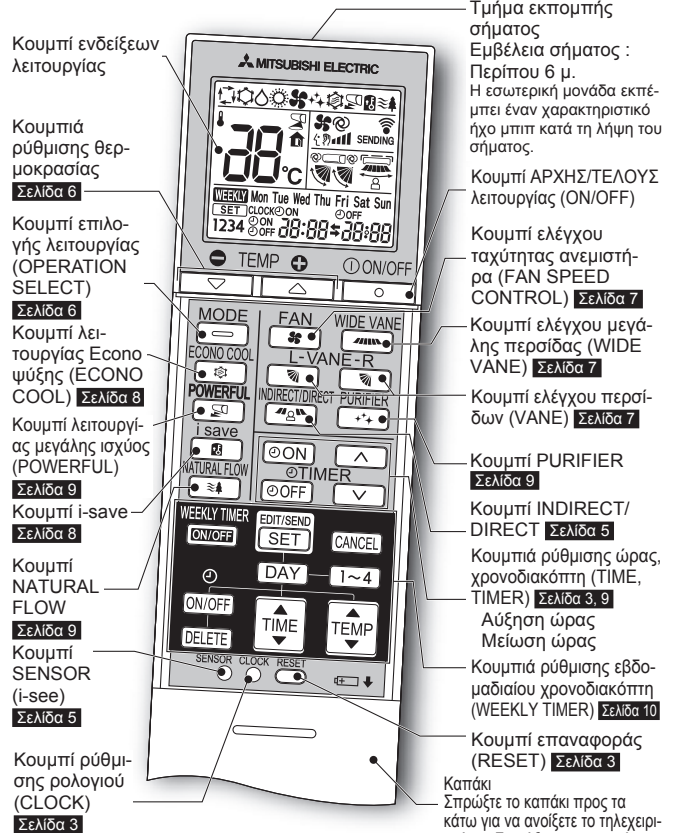 Τμήμα εκπομπής
σήματος
Εμβέλεια σήματος :
Περίπου 6 μ.
Η εσωτερική μονάδα εκπέ-
μπει έναν χαρακτηριστικό
ήχο μπιπ κατά τη λήψη του
σήματος.
Κουμπί ενδείξεων
λειτουργίας
Κουμπιά
ρύθμισης θερ-
μοκρασίας
Σελίδα 6
Κουμπί επιλο-
γής λειτουργίας
(OPERATION
SELECT)
Σελίδα 6
Κουμπί λει-
τουργίας Econo
ψύξης (ECONO
COOL) Σελίδα 8
Κουμπί λειτουργί-
ας μεγάλης ισχύος
(POWERFUL)
Σελίδα 9
Κουμπί i-save
Σελίδα 8
Κουμπί
NATURAL
FLOW
Σελίδα 9
Κουμπί
SENSOR
(i-see)
Σελίδα 5
Κουμπί ρύθμι-
σης ρολογιού
(CLOCK)
Σελίδα 3
MITSUBISHI ELECTRIC
SENDING
88°C
WEEKLY Mon Tue Wed Thu Fri Sat Sun
SET CLOCK ON OFF
1234 ON OFF 88:88 88:88
TEMP ON/OFF
MODE FAN WIDE VANE
ECONO COOL L-VANE-R
POWERFUL INDIRECT/DIRECT PURIFIER
i save
ON
TIMER
NATURAL FLOW
OFF
WEEKLY TIMER EDIT/SEND
ON/OFF SET CANCEL
DAY 1~4
ON/OFF TIME TEMP
DELETE
SENSOR CLOCK RESET
Κουμπί ΑΡΧΗΣ/ΤΕΛΟΥΣ
λειτουργίας (ON/OFF)
Κουμπί ελέγχου
ταχύτητας ανεμιστή-
ρα (FAN SPEED
CONTROL) Σελίδα 7
Κουμπί ελέγχου μεγά-
λης περσίδας (WIDE
VANE) Σελίδα 7
Κουμπί ελέγχου περσί-
δων (VANE) Σελίδα 7
Κουμπί PURIFIER
Σελίδα 9
Κουμπί INDIRECT/
DIRECT Σελίδα 5
Κουμπιά ρύθμισης ώρας,
χρονοδιακόπτη (TIME,
TIMER) Σελίδα 3, 9
Αύξηση ώρας
Μείωση ώρας
Κουμπιά ρύθμισης εβδο-
μαδιαίου χρονοδιακόπτη
(WEEKLY TIMER) Σελίδα 10
Κουμπί επαναφοράς
(RESET) Σελίδα 3
Καπάκι
Σπρώξτε το καπάκι προς τα
κάτω για να ανοίξετε το τηλεχειρι-